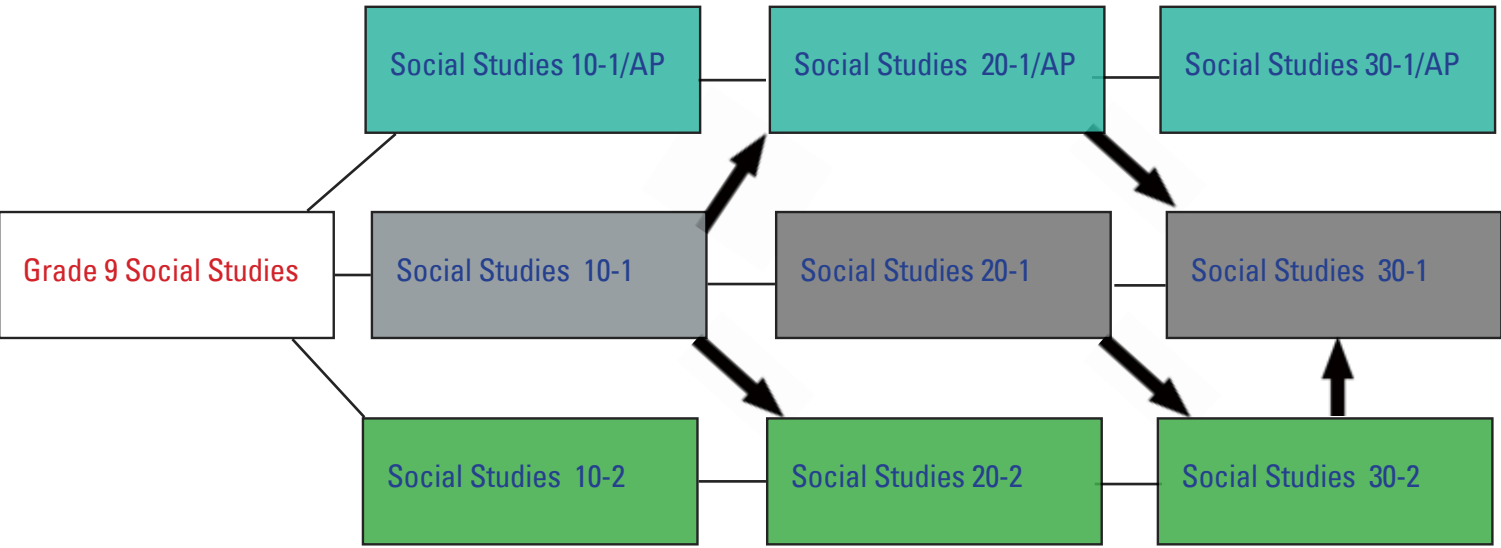 Social Studies 10-1/AP
Social Studies 20-1/AP
Social Studies 30-1/AP
Grade 9 Social Studies
Social Studies 10-1
Social Studies 20-1
Social Studies 30-1
Social Studies 10-2
Social Studies 20-2
Social Studies 30-2